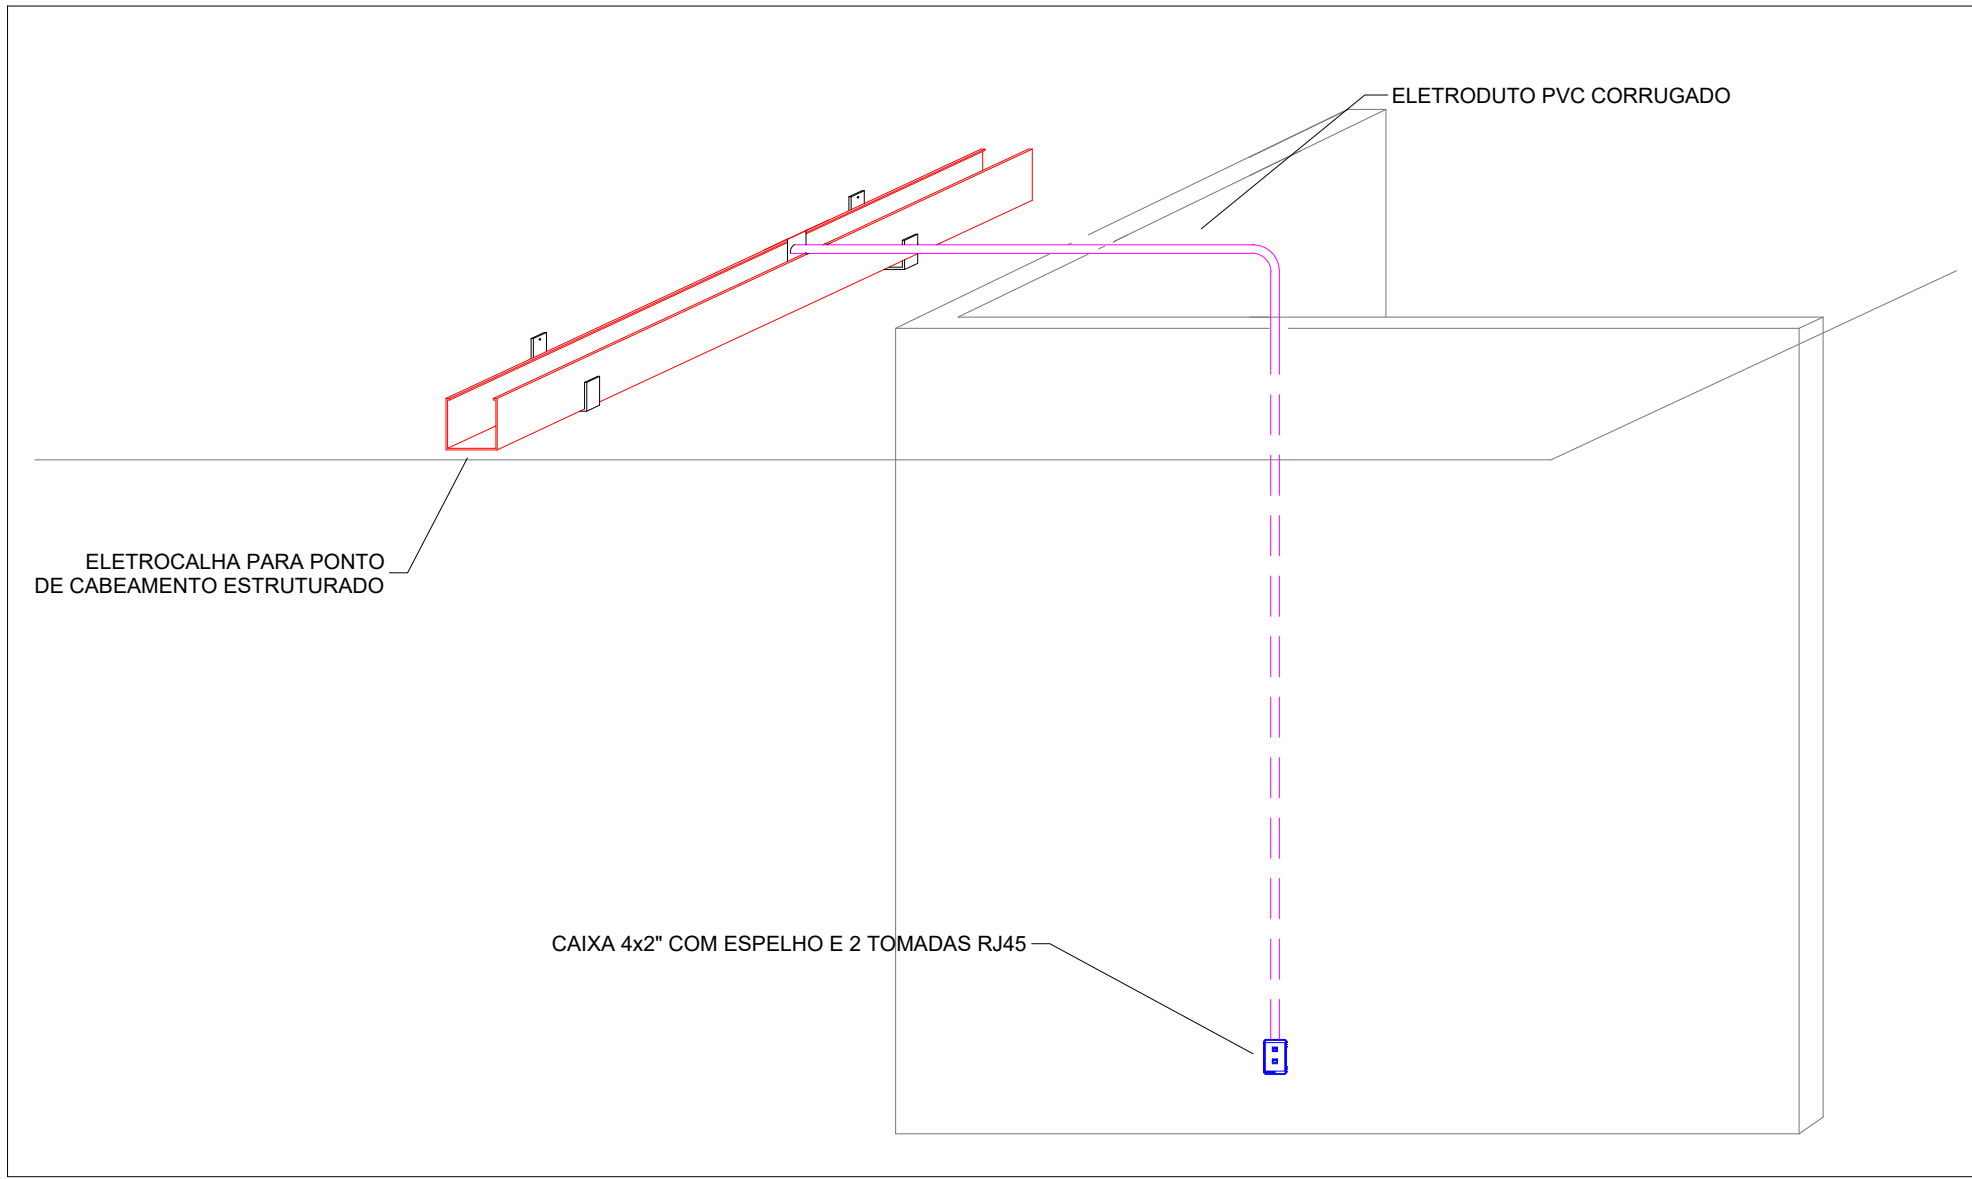 ELETRODUTO PVC CORRUGADO
ELETROCALHA PARA PONTO
DE CABEAMENTO ESTRUTURADO
CAIXA 4x2" COM ESPELHO E 2 TOMADAS RJ45